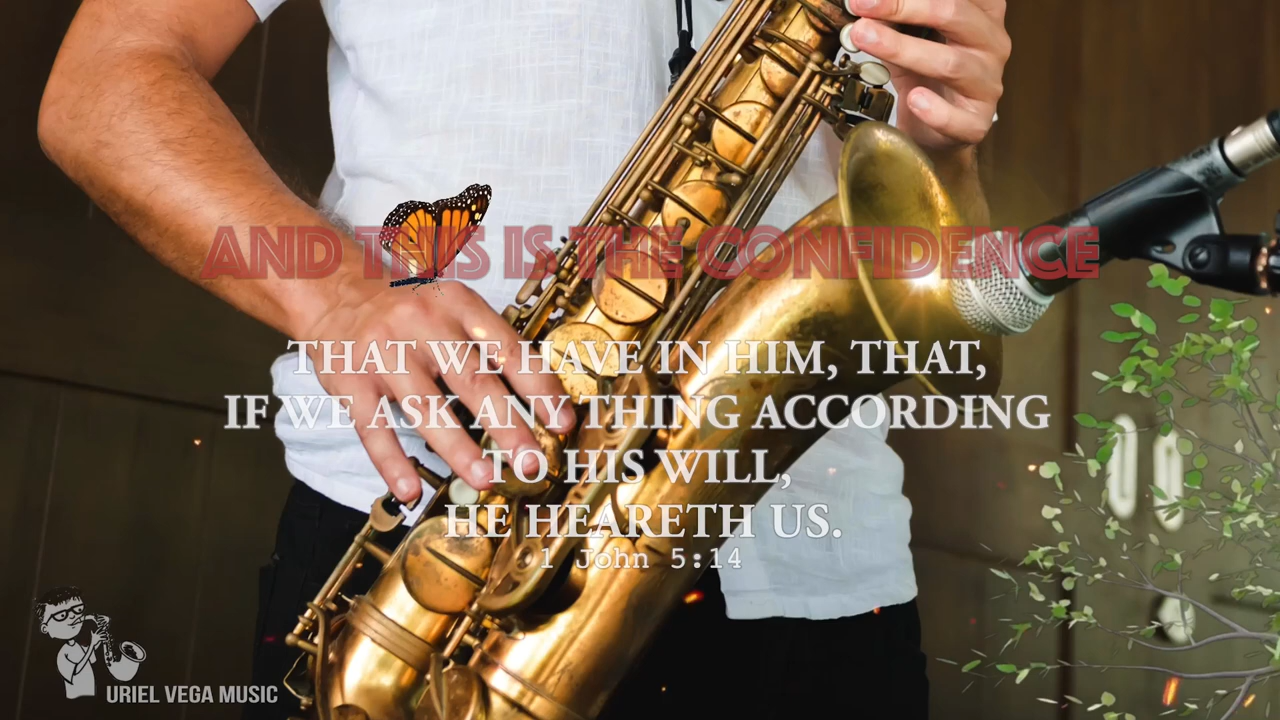 AND THIS IS THE CONFIDENCE
THAT WE HAVE IN HIM, THAT,
IF WE ASK ANY THING ACCORDING
TO HIS WILL,
HE HEARETH US.
1 John 5:14
URIEL VEGA MUSIC